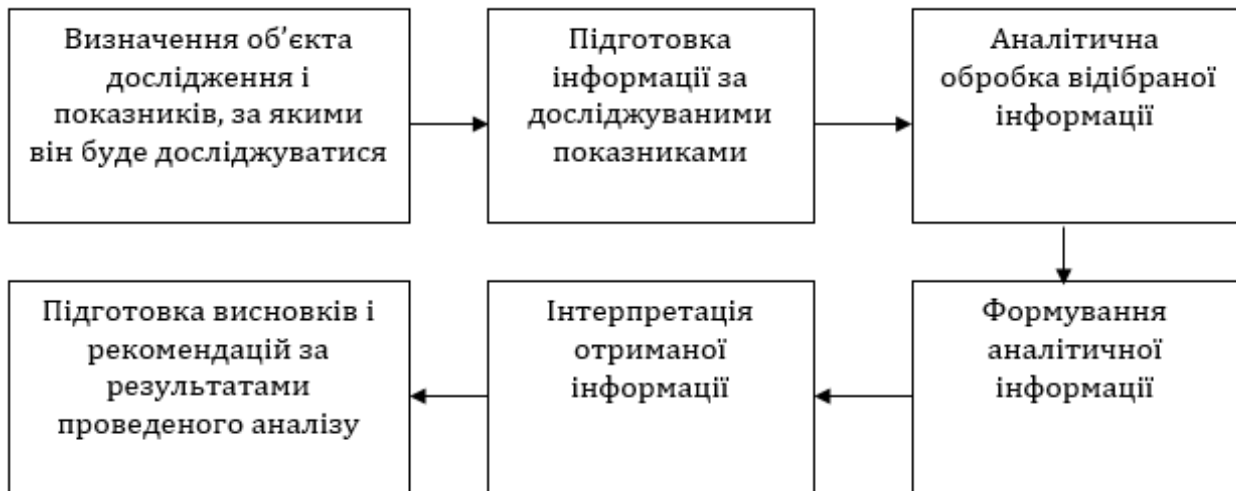 Визначення об’єкта
дослідження і
показників, за якими
він буде досліджуватися
Підготовка
інформації за
досліджуваними
показниками
Аналітична
обробка відібраної
інформації
Формування
аналітичної
інформації
Інтерпретація
отриманої
інформації
Підготовка висновків і
рекомендацій за
результатами
проведеного аналізу